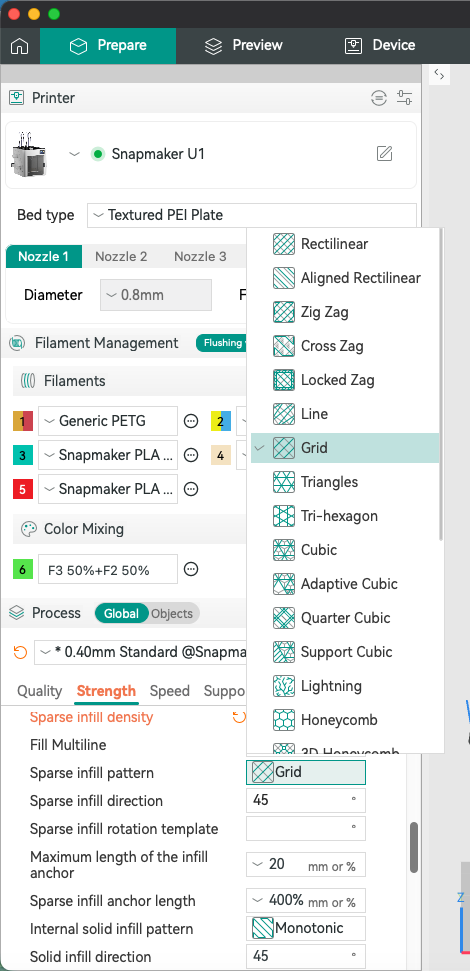 Prepare
Preview
Device
Printer
Snapmaker U1
Bed type
Textured PEI Plate
Nozzle 1
Nozzle 2
Nozzle 3
Diameter
0.8mm
F
Filament Management
Flushing
Filaments
1
Generic PETG
2
3
Snapmaker PLA ...
4
5
Snapmaker PLA ...
Color Mixing
6
F3 50%+F2 50%
Process
Global
Objects
* 0.40mm Standard @Snapma
Quality
Strength
Speed
Suppo
Rectilinear
Aligned Rectilinear
Zig Zag
Cross Zag
Locked Zag
Line
Grid
Triangles
Tri-hexagon
Cubic
Adaptive Cubic
Quarter Cubic
Support Cubic
Lightning
Honeycomb
3D Honeycomb
Sparse infill density
Fill Multiline
Sparse infill pattern
Grid
Sparse infill direction
45 °
Sparse infill rotation template
°
Maximum length of the infill
anchor
20 mm or %
Sparse infill anchor length
400% mm or %
Internal solid infill pattern
Monotonic
Solid infill direction
45 °
Z